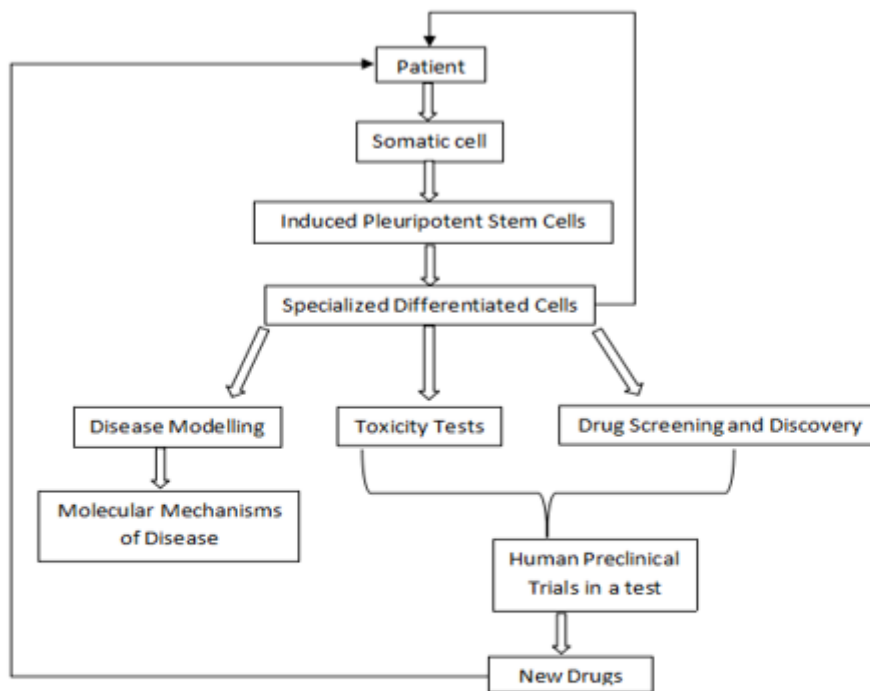 Patient
Somatic cell
Induced Pleuripotent Stem Cells
Specialized Differentiated Cells
Disease Modelling
Toxicity Tests
Drug Screening and Discovery
Molecular Mechanisms
of Disease
Human Preclinical
Trials in a test
New Drugs